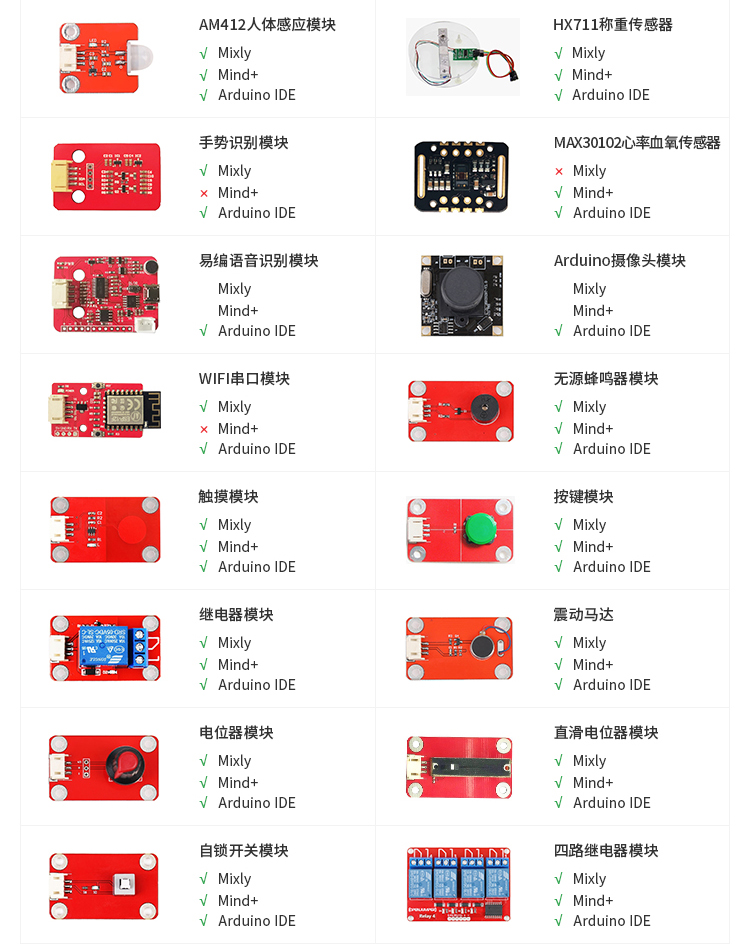 AM412人体感应模块
√ Mixly
√ Mind+
√ Arduino IDE
HX711称重传感器
√ Mixly
√ Mind+
√ Arduino IDE
手势识别模块
√ Mixly
× Mind+
√ Arduino IDE
MAX30102心率血氧传感器
× Mixly
√ Mind+
√ Arduino IDE
易编语音识别模块
Mixly
Mind+
√ Arduino IDE
Arduino摄像头模块
Mixly
Mind+
√ Arduino IDE
WIFI串口模块
√ Mixly
× Mind+
√ Arduino IDE
无源蜂鸣器模块
√ Mixly
√ Mind+
√ Arduino IDE
触摸模块
√ Mixly
√ Mind+
√ Arduino IDE
按键模块
√ Mixly
√ Mind+
√ Arduino IDE
继电器模块
√ Mixly
√ Mind+
√ Arduino IDE
震动马达
√ Mixly
√ Mind+
√ Arduino IDE
电位器模块
√ Mixly
√ Mind+
√ Arduino IDE
直滑电位器模块
√ Mixly
√ Mind+
√ Arduino IDE
自锁开关模块
√ Mixly
√ Mind+
√ Arduino IDE
Relay 4
四路继电器模块
√ Mixly
√ Mind+
√ Arduino IDE